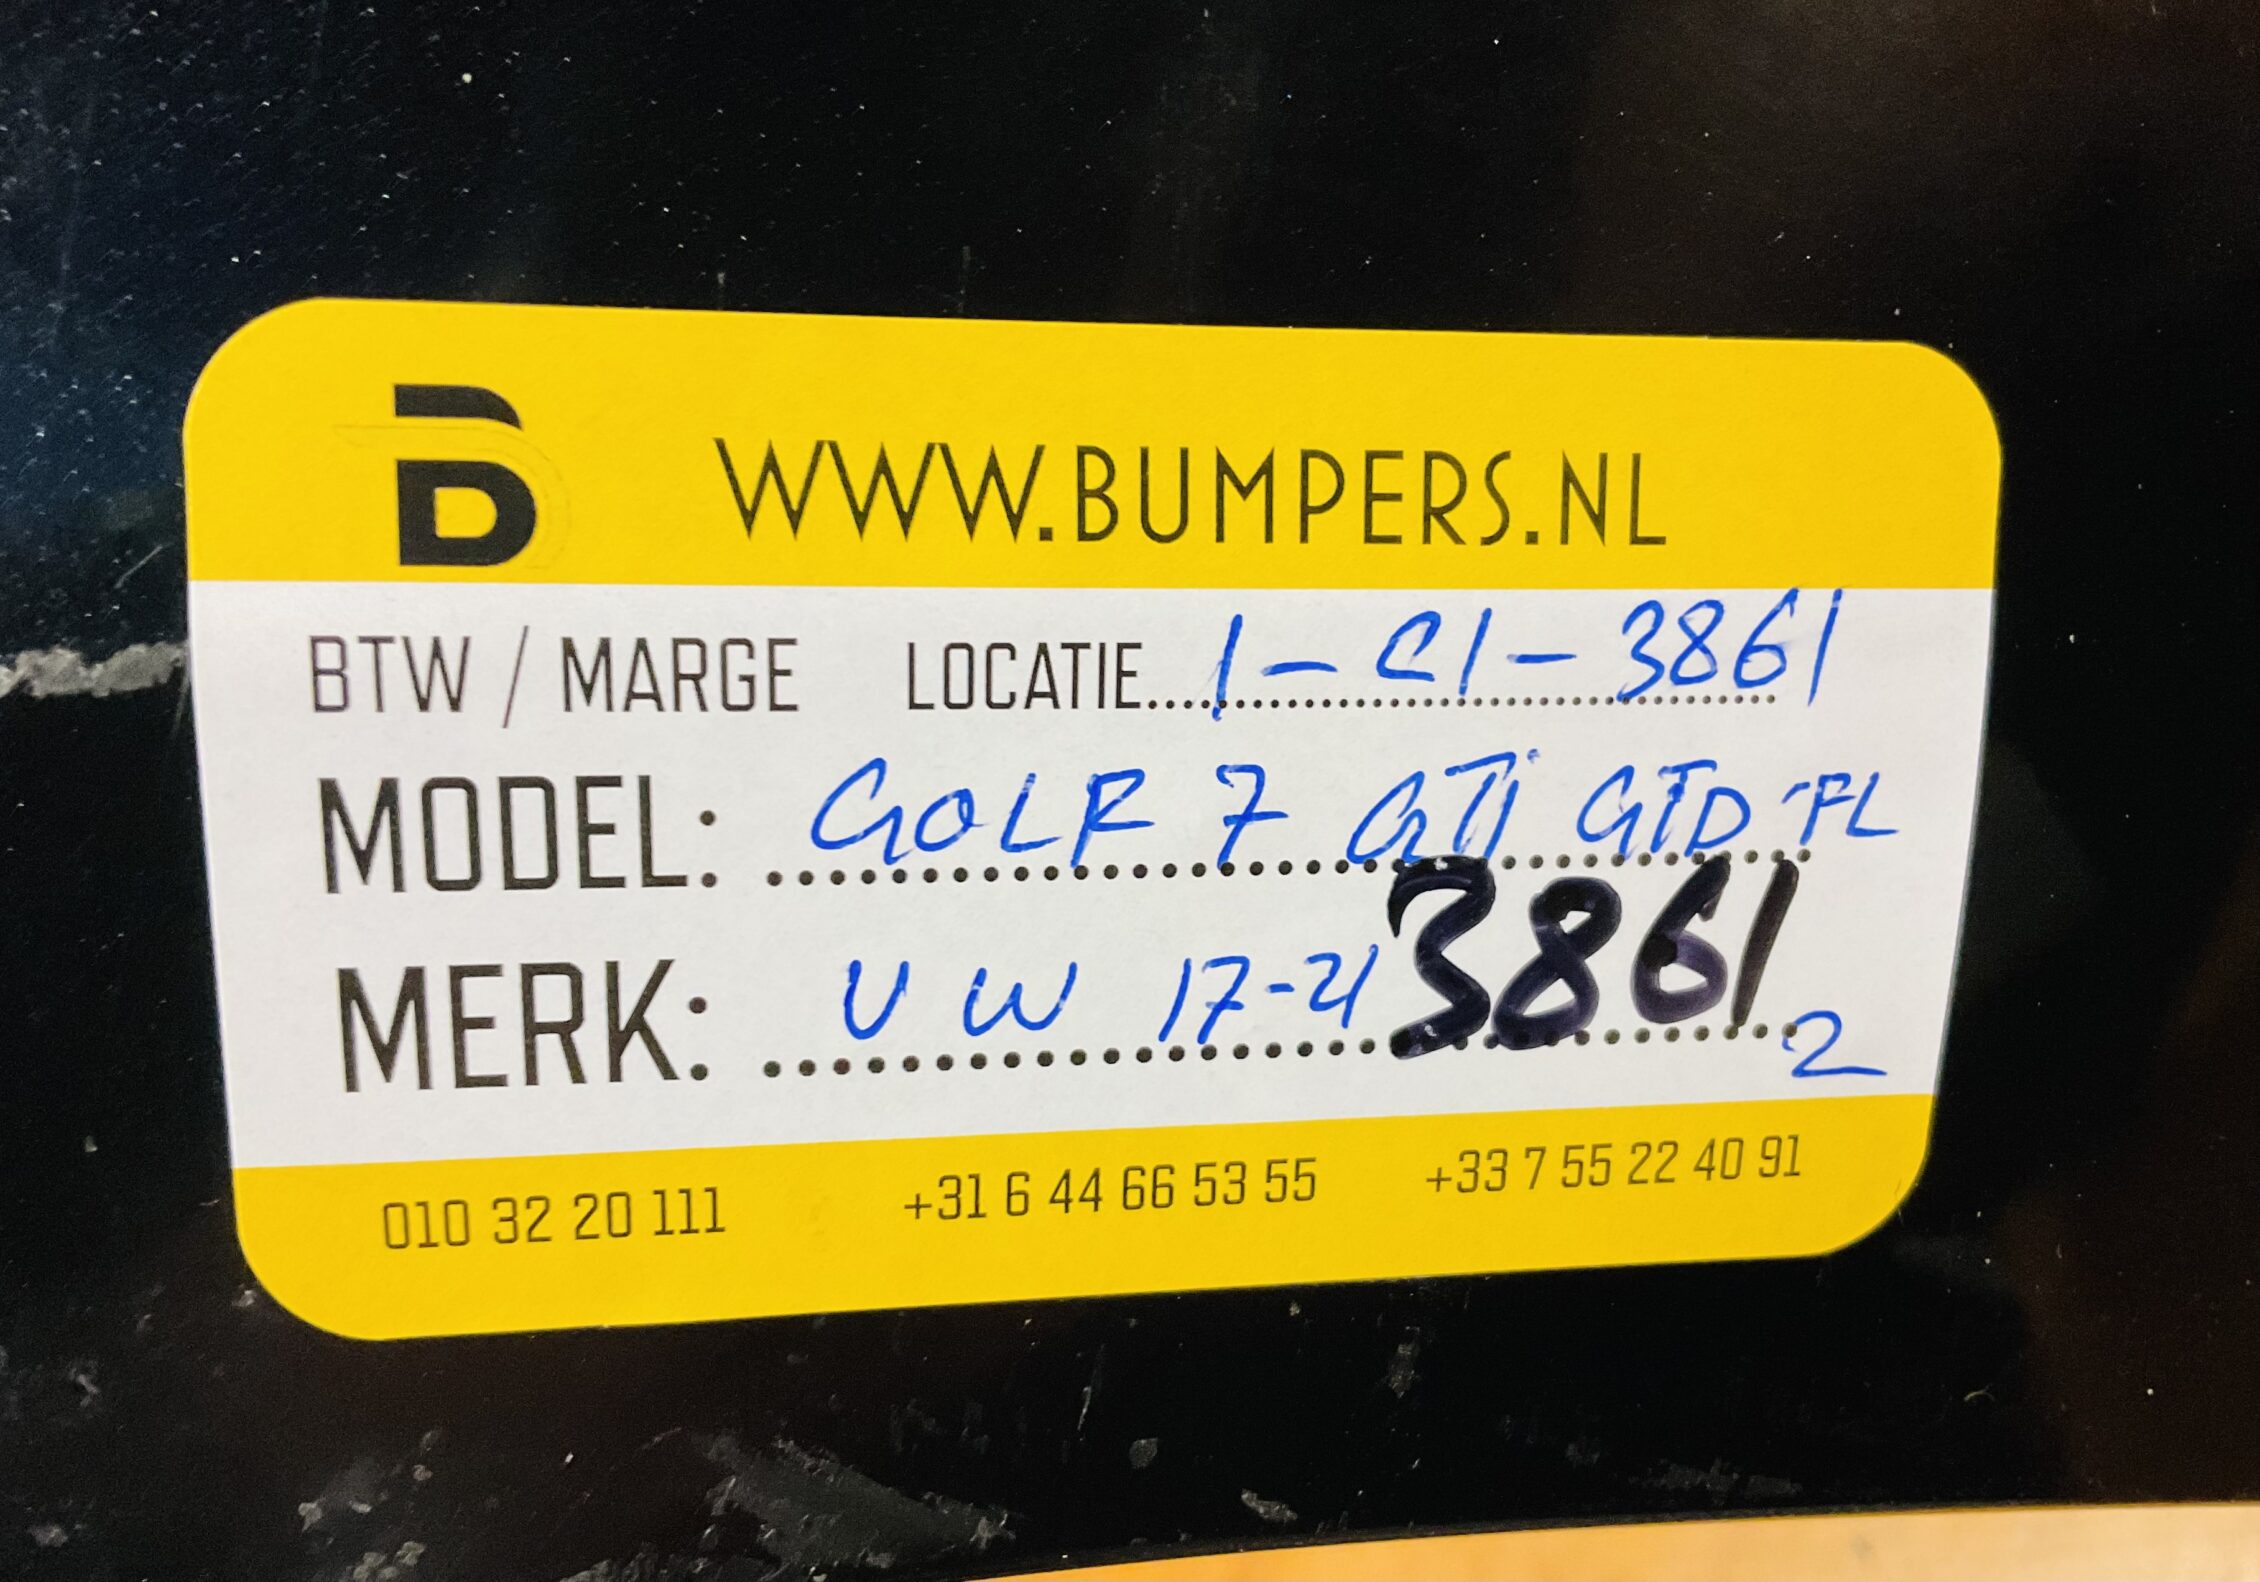 B WWW.BUMPERS.NL
BTW / MARGE LOCATIE 1-C1-3861
MODEL: GOLF 7 GTi GTD FL
MERK: VW 17-21 3861 2
010 32 20 111 +31 6 44 66 53 55 +33 7 55 22 40 91